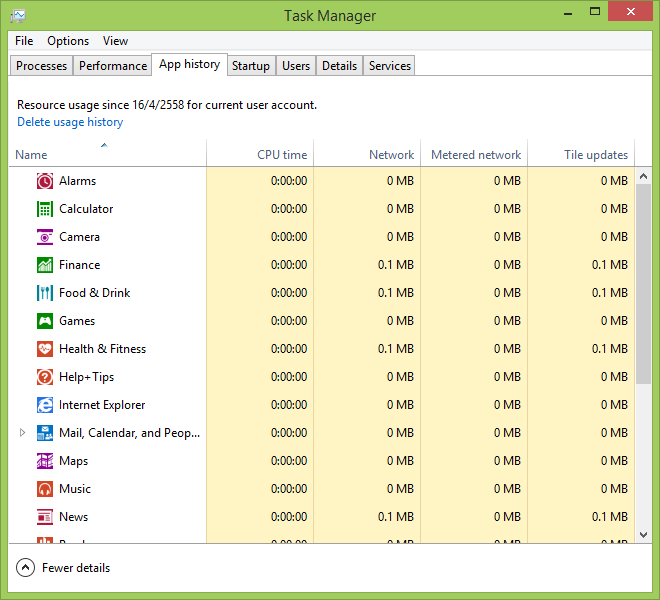 Task Manager
File Options View
Processes Performance App history Startup Users Details Services
Resource usage since 16/4/2558 for current user account.
Delete usage history
Name CPU time Network Metered network Tile updates
Alarms 0:00:00 0 MB 0 MB 0 MB
Calculator 0:00:00 0 MB 0 MB 0 MB
Camera 0:00:00 0 MB 0 MB 0 MB
Finance 0:00:00 0.1 MB 0 MB 0.1 MB
Food & Drink 0:00:00 0 MB 0 MB 0 MB
Games 0:00:00 0 MB 0 MB 0 MB
Health & Fitness 0:00:00 0.1 MB 0 MB 0.1 MB
Help+Tips 0:00:00 0 MB 0 MB 0 MB
Internet Explorer 0:00:00 0 MB 0 MB 0 MB
Mail, Calendar, and Peop... 0:00:00 0 MB 0 MB 0 MB
Maps 0:00:00 0 MB 0 MB 0 MB
Music 0:00:00 0 MB 0 MB 0 MB
News 0:00:00 0.1 MB 0 MB 0.1 MB
Fewer details